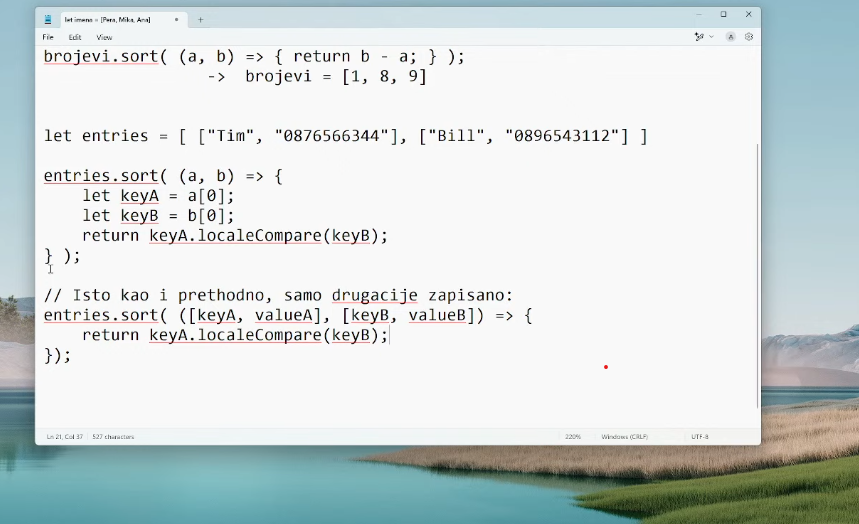 let imena = [Pera, Mika, Ana]
File Edit View
brojevi.sort( (a, b) => { return b - a; } );
-> brojevi = [1, 8, 9]
let entries = [ ["Tim", "0876566344"], ["Bill", "0896543112"] ]
entries.sort( (a, b) => {
let keyA = a[0];
let keyB = b[0];
return keyA.localeCompare(keyB);
} );
// Isto kao i prethodno, samo drugacije zapisano:
entries.sort( ([keyA, valueA], [keyB, valueB]) => {
return keyA.localeCompare(keyB);
});
Ln 21, Col 37 527 characters 220% Windows (CRLF) UTF-8